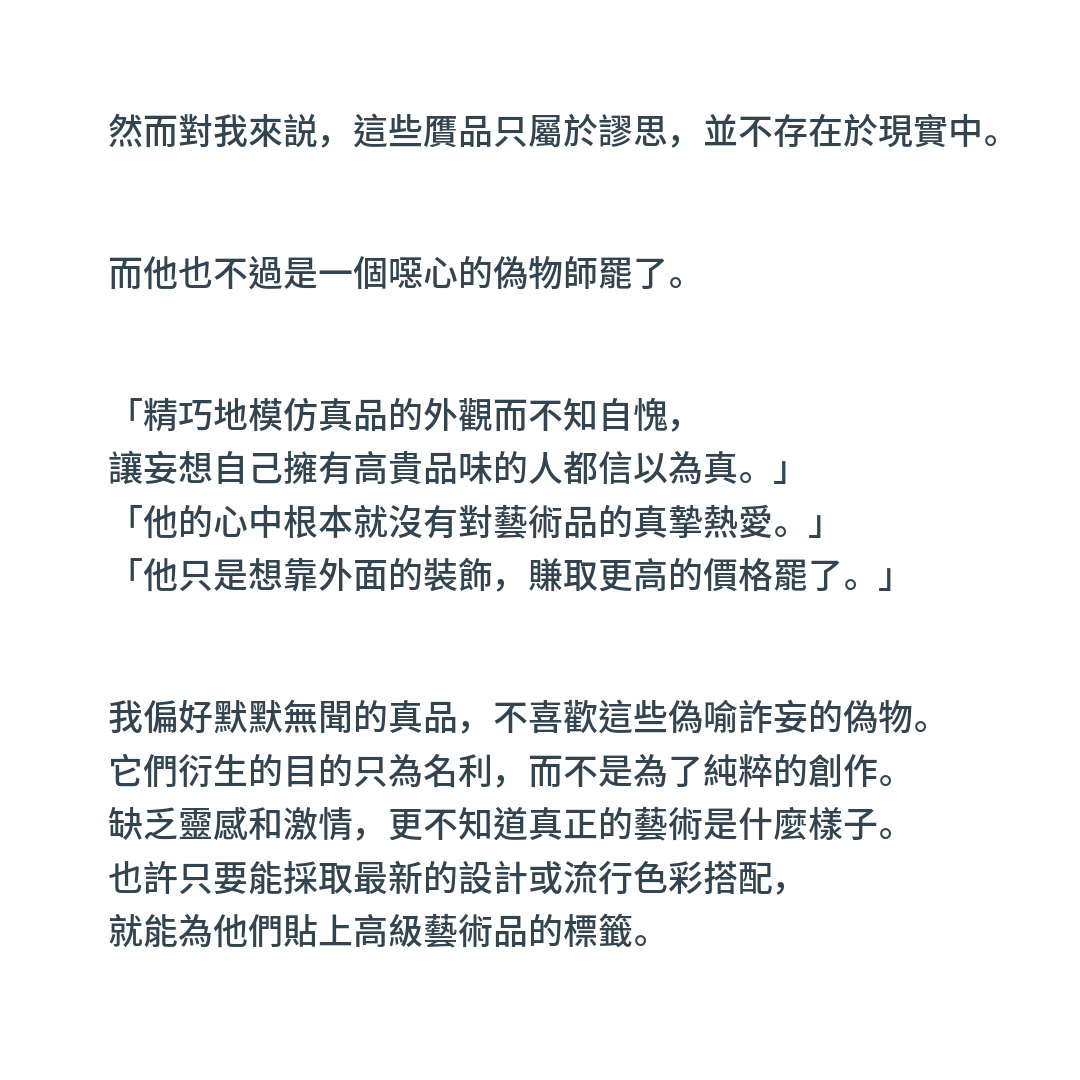 然而對我來説，這些贋品只屬於謬思，並不存在於現實中。
而他也不過是一個噁心的偽物師罷了。
「精巧地模仿真品的外觀而不知自愧，
讓妄想自己擁有高貴品味的人都信以為真。」
「他的心中根本就沒有對藝術品的真摯熱愛。」
「他只是想靠外面的裝飾，賺取更高的價格罷了。」
我偏好默默無聞的真品，不喜歡這些偽喻詐妄的偽物。
它們衍生的目的只為名利，而不是為了純粹的創作。
缺乏靈感和激情，更不知道真正的藝術是什麼樣子。
也許只要能採取最新的設計或流行色彩搭配，
就能為他們貼上高級藝術品的標籤。